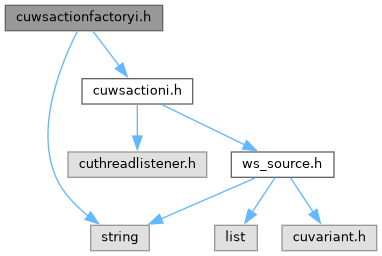 cuwsactionfactoryi.h
cuwsactioni.h
cuthreadlistener.h
ws_source.h
string
list
cuvariant.h